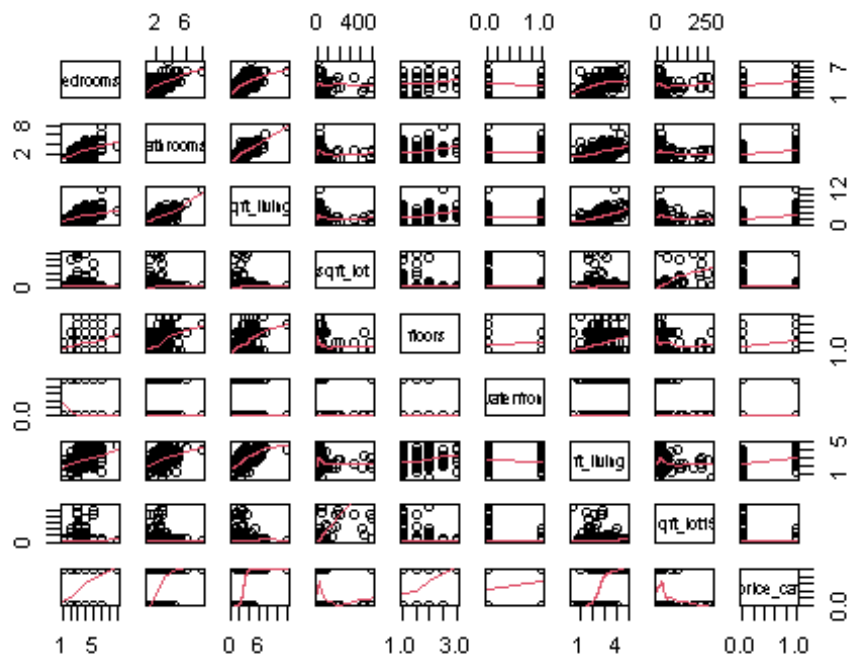 2 6
0 400
0.0 1.0
0 250
edrooms
1 7
2 8
athrooms
qft_living
0 12
0
sqft_lot
floors
1.0
0.0
aterfron
ft_living
1 5
0
qft_lot15
price_cat
0.0
1 5
0 6
1.0 3.0
1 4
0.0 1.0